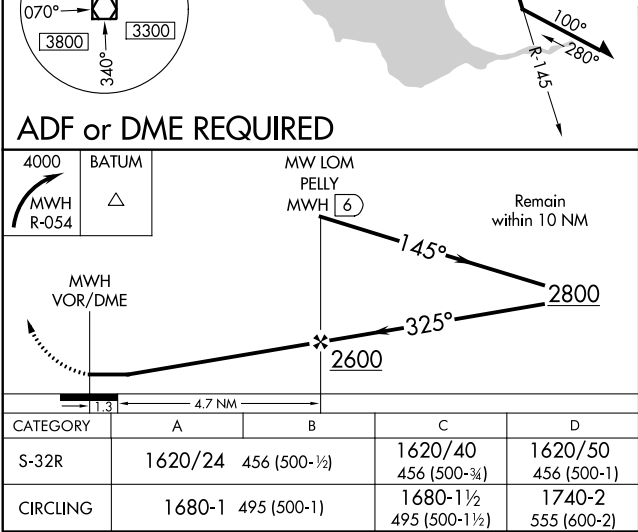 070°
3800
3300
340°
100°
280°
R-145
ADF or DME REQUIRED
4000
MWH
R-054
BATUM
MW LOM
PELLY
MWH 6
Remain
within 10 NM
145°
2800
MWH
VOR/DME
325°
2600
1.3
4.7 NM
CATEGORY A B C D
S-32R 1620/24 456 (500-½) 1620/40 1620/50
456 (500-¾) 456 (500-1)
CIRCLING 1680-1 495 (500-1) 1680-1½ 1740-2
495 (500-1½) 555 (600-2)